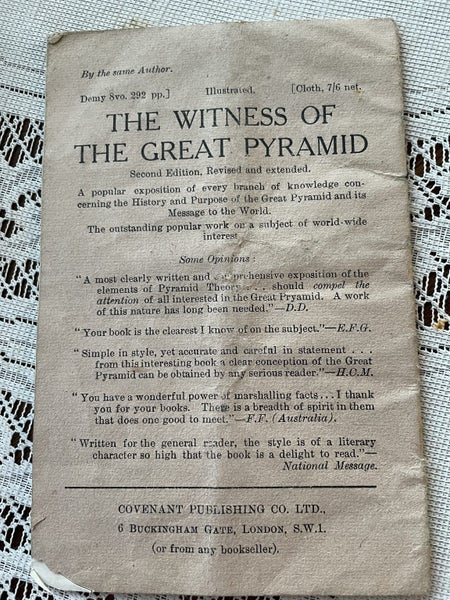 By the same Author.
Demy 8vo. 292 pp.] Illustrated. [Cloth, 7/6 net.
THE WITNESS OF
THE GREAT PYRAMID
Second Edition, Revised and extended.
A popular exposition of every branch of knowledge con-
cerning the History and Purpose of the Great Pyramid and its
Message to the World.
The outstanding popular work on a subject of world-wide
interest.
Some Opinions :
"A most clearly written and comprehensive exposition of the
elements of Pyramid Theory . . . should compel the
attention of all interested in the Great Pryamid. A work
of this nature has long been needed."—D.D.
"Your book is the clearest I know of on the subject."—E.F.G.
"Simple in style, yet accurate and careful in statement . . .
from this interesting book a clear conception of the Great
Pyramid can be obtained by any serious reader."—H.C.M.
"You have a wonderful power of marshalling facts . . . I thank
you for your books. There is a breadth of spirit in them
that does one good to meet."—F.F. (Australia).
"Written for the general reader, the style is of a literary
character so high that the book is a delight to read."—
National Message.
COVENANT PUBLISHING CO. LTD.,
6 BUCKINGHAM GATE, LONDON, S.W.1.
(or from any bookseller).